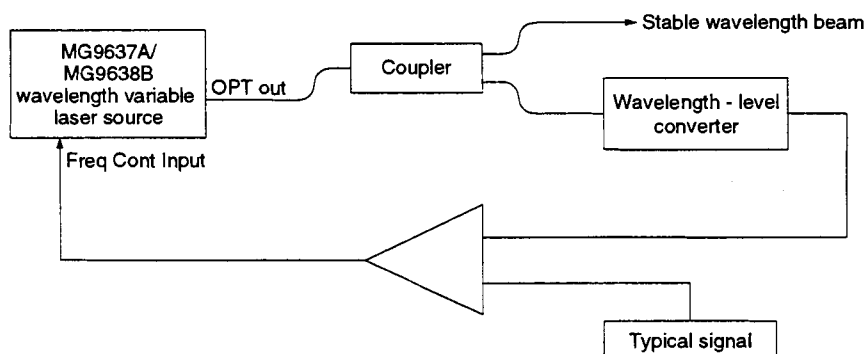 MG9637A/
MG9638B
wavelength variable
laser source
OPT out
Coupler
Stable wavelength beam
Wavelength - level
converter
Freq Cont Input
Typical signal